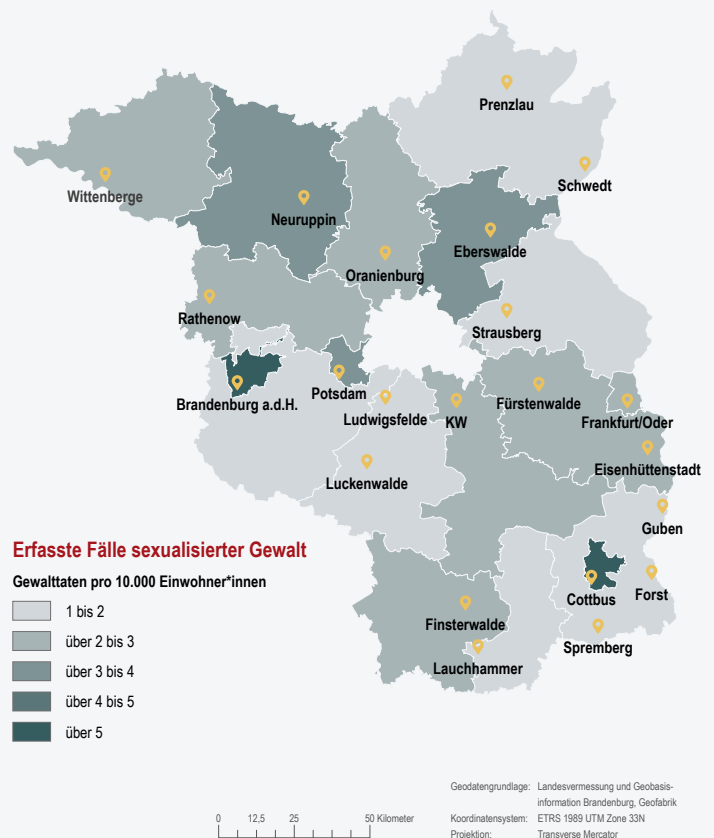 Prenzlau
Schwedt
Wittenberge
Neuruppin
Eberswalde
Oranienburg
Rathenow
Strausberg
Potsdam
Brandenburg a.d.H.
Ludwigsfelde
KW
Fürstenwalde
Frankfurt/Oder
Eisenhüttenstadt
Luckenwalde
Guben
Cottbus
Forst
Finsterwalde
Spremberg
Lauchhammer
Erfasste Fälle sexualisierter Gewalt
Gewalttaten pro 10.000 Einwohner*innen
1 bis 2
über 2 bis 3
über 3 bis 4
über 4 bis 5
über 5
0 12,5 25 50 Kilometer
Geodatengrundlage: Landesvermessung und Geobasis-
information Brandenburg, Geofabrik
Koordinatensystem: ETRS 1989 UTM Zone 33N
Projektion: Transverse Mercator